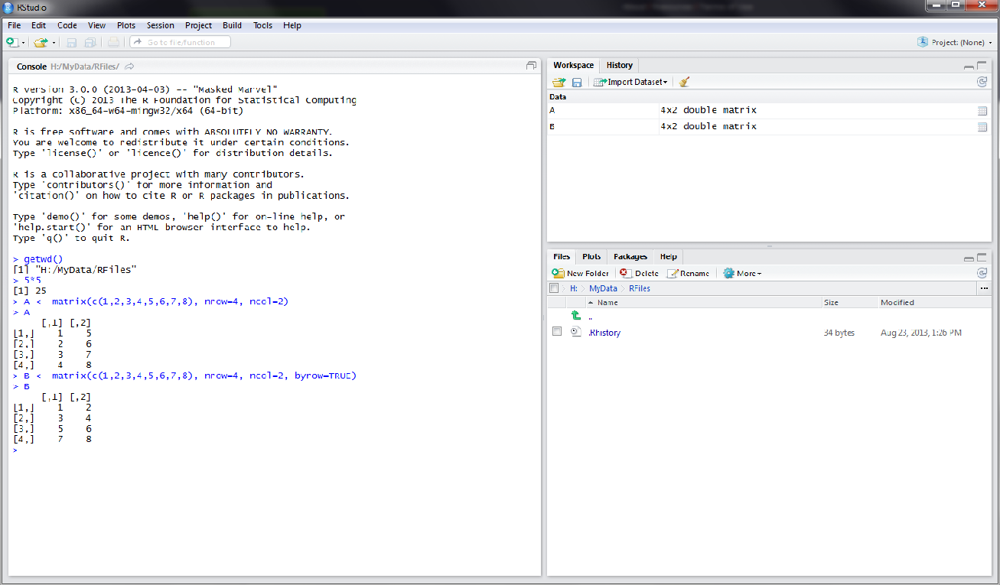 RStudio
File Edit Code View Plots Session Project Build Tools Help
Go to file/function
Project: (None)
Console H:/MyData/RFiles/
R version 3.0.0 (2013-04-03) -- "Masked Marvel"
Copyright (C) 2013 The R Foundation for Statistical Computing
Platform: x86_64-w64-mingw32/x64 (64-bit)
R is free software and comes with ABSOLUTELY NO WARRANTY.
You are welcome to redistribute it under certain conditions.
Type 'license()' or 'licence()' for distribution details.
R is a collaborative project with many contributors.
Type 'contributors()' for more information and
'citation()' on how to cite R or R packages in publications.
Type 'demo()' for some demos, 'help()' for on-line help, or
'help.start()' for an HTML browser interface to help.
Type 'q()' to quit R.
> getwd()
[1] "H:/MyData/RFiles"
> 5*5
[1] 25
> A <- matrix(c(1,2,3,4,5,6,7,8), nrow=4, ncol=2)
> A
[,1] [,2]
[1,] 1 5
[2,] 2 6
[3,] 3 7
[4,] 4 8
> B <- matrix(c(1,2,3,4,5,6,7,8), nrow=4, ncol=2, byrow=TRUE)
> B
[,1] [,2]
[1,] 1 2
[2,] 3 4
[3,] 5 6
[4,] 7 8
>
Workspace History
Import Dataset
Data
A 4x2 double matrix
B 4x2 double matrix
Files Plots Packages Help
New Folder Delete Rename More
H: MyData RFiles ...
Name Size Modified
..
.Rhistory 34 bytes Aug 23, 2013, 1:26 PM